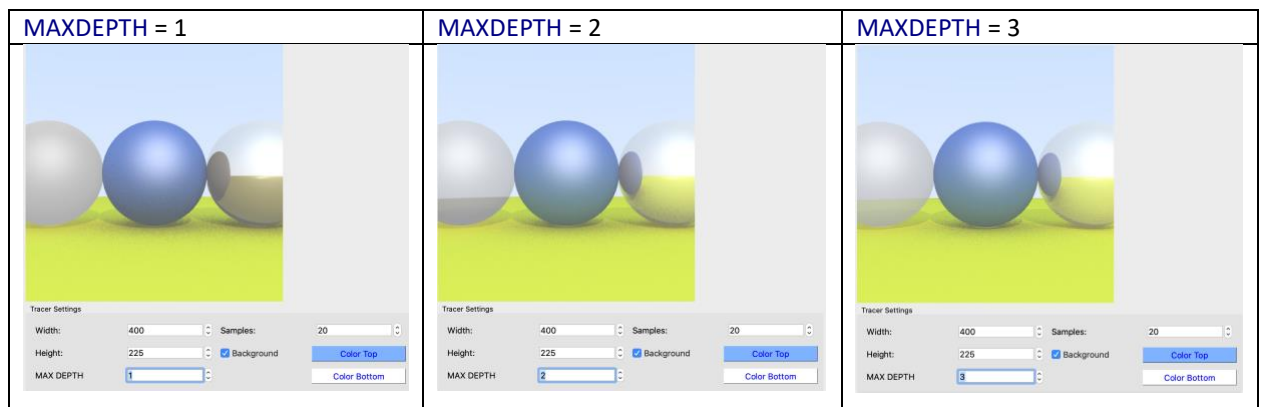 MAXDEPTH = 1
MAXDEPTH = 2
MAXDEPTH = 3
Tracer Settings
Width: 400 Samples: 20
Height: 225 Background Color Top
MAX DEPTH 1 Color Bottom
Tracer Settings
Width: 400 Samples: 20
Height: 225 Background Color Top
MAX DEPTH 2 Color Bottom
Tracer Settings
Width: 400 Samples: 20
Height: 225 Background Color Top
MAX DEPTH 3 Color Bottom